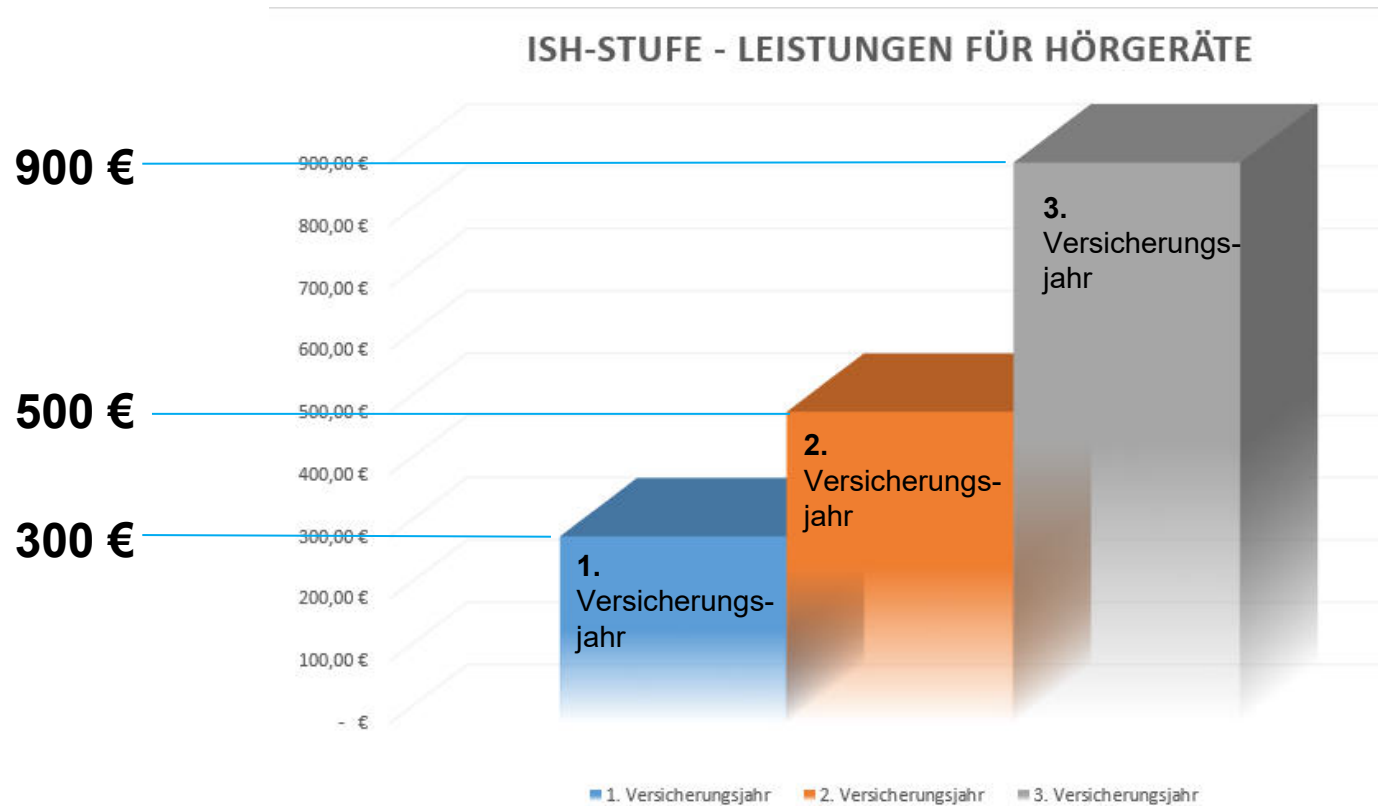 ISH-STUFE - LEISTUNGEN FÜR HÖRGERÄTE
900 €
500 €
300 €
900,00 €
800,00 €
700,00 €
600,00 €
500,00 €
400,00 €
300,00 €
200,00 €
100,00 €
- €
1.
Versicherungs-
jahr
2.
Versicherungs-
jahr
3.
Versicherungs-
jahr
1. Versicherungsjahr 2. Versicherungsjahr 3. Versicherungsjahr